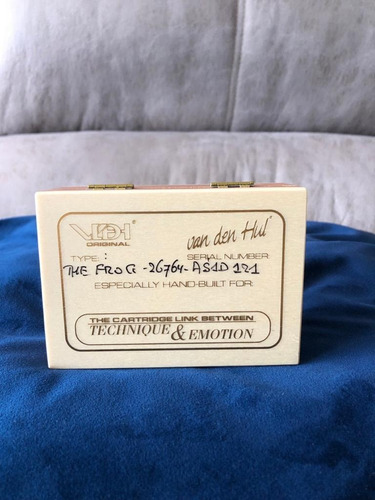 VDH van den Hul®
ORIGINAL
TYPE: SERIAL NUMBER
THE FROG -26764-AS1D 121
ESPECIALLY HAND-BUILT FOR:
THE CARTRIDGE LINK BETWEEN
TECHNIQUE & EMOTION